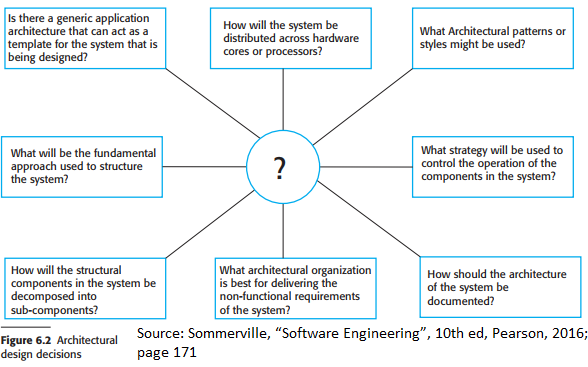 Is there a generic application
architecture that can act as a
template for the system that is
being designed?
How will the system be
distributed across hardware
cores or processors?
What Architectural patterns or
styles might be used?
What will be the fundamental
approach used to structure
the system?
?
What strategy will be used to
control the operation of the
components in the system?
How will the structural
components in the system be
decomposed into
sub-components?
What architectural organization
is best for delivering the
non-functional requirements
of the system?
How should the architecture
of the system be
documented?
Figure 6.2 Architectural
design decisions
Source: Sommerville, “Software Engineering”, 10th ed, Pearson, 2016;
page 171